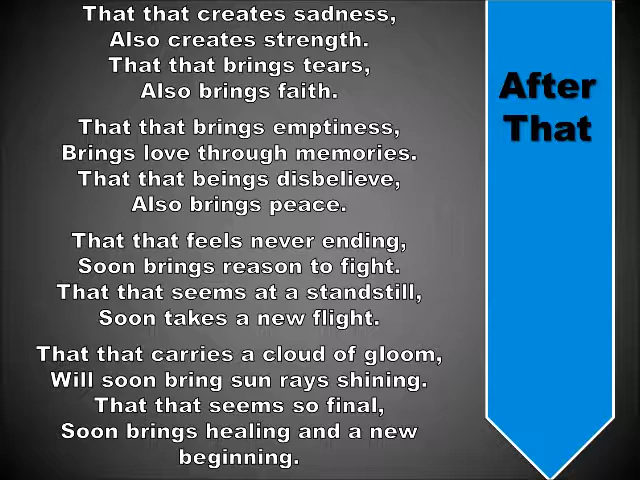 That that creates sadness,
Also creates strength.
That that brings tears,
Also brings faith.
That that brings emptiness,
Brings love through memories.
That that beings disbelieve,
Also brings peace.
That that feels never ending,
Soon brings reason to fight.
That that seems at a standstill,
Soon takes a new flight.
That that carries a cloud of gloom,
Will soon bring sun rays shining.
That that seems so final,
Soon brings healing and a new
beginning.
After
That